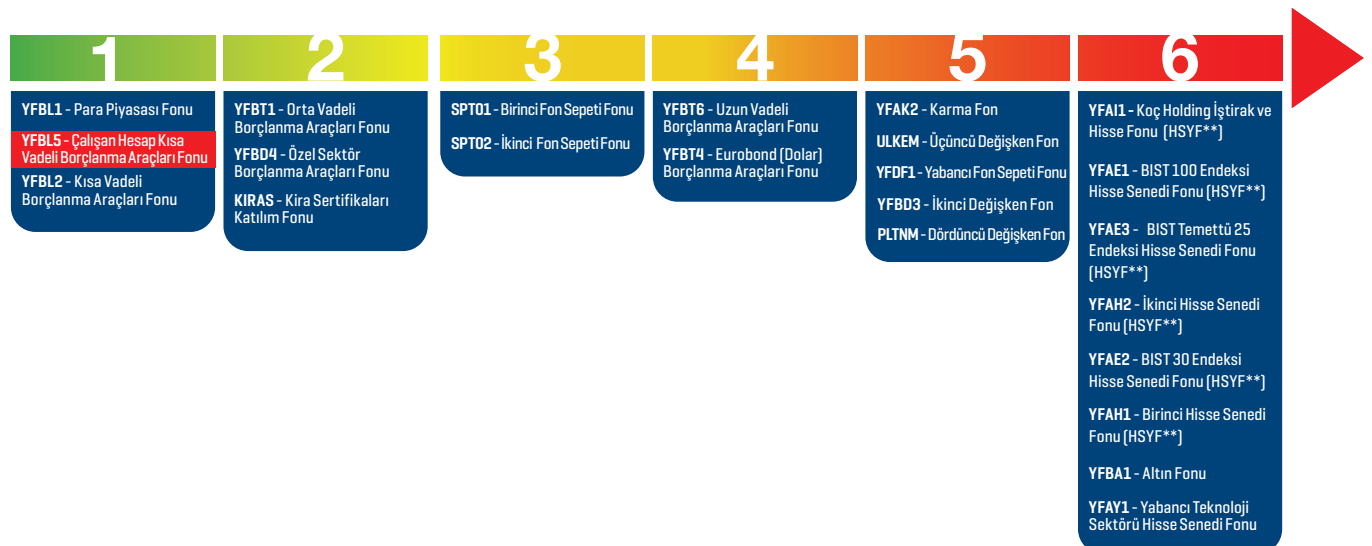 1
YFBL1 - Para Piyasası Fonu
YFBL5 - Çalışan Hesap Kısa
Vadeli Borçlanma Araçları Fonu
YFBL2 - Kısa Vadeli
Borçlanma Araçları Fonu
2
YFBT1 - Orta Vadeli
Borçlanma Araçları Fonu
YFBD4 - Özel Sektör
Borçlanma Araçları Fonu
KIRAS - Kira Sertifikaları
Katılım Fonu
3
SPT01 - Birinci Fon Sepeti Fonu
SPT02 - İkinci Fon Sepeti Fonu
4
YFBT6 - Uzun Vadeli
Borçlanma Araçları Fonu
YFBT4 - Eurobond (Dolar)
Borçlanma Araçları Fonu
5
YFAK2 - Karma Fon
ULKEM - Üçüncü Değişken Fon
YFDF1 - Yabancı Fon Sepeti Fonu
YFBD3 - İkinci Değişken Fon
PLTNM - Dördüncü Değişken Fon
6
YFAI1 - Koç Holding İştirak ve
Hisse Fonu (HSYF**)
YFAE1 - BIST 100 Endeksi
Hisse Senedi Fonu (HSYF**)
YFAE3 - BIST Temettü 25
Endeksi Hisse Senedi Fonu
(HSYF**)
YFAH2 - İkinci Hisse Senedi
Fonu (HSYF**)
YFAE2 - BIST 30 Endeksi
Hisse Senedi Fonu (HSYF**)
YFAH1 - Birinci Hisse Senedi
Fonu (HSYF**)
YFBA1 - Altın Fonu
YFAY1 - Yabancı Teknoloji
Sektörü Hisse Senedi Fonu